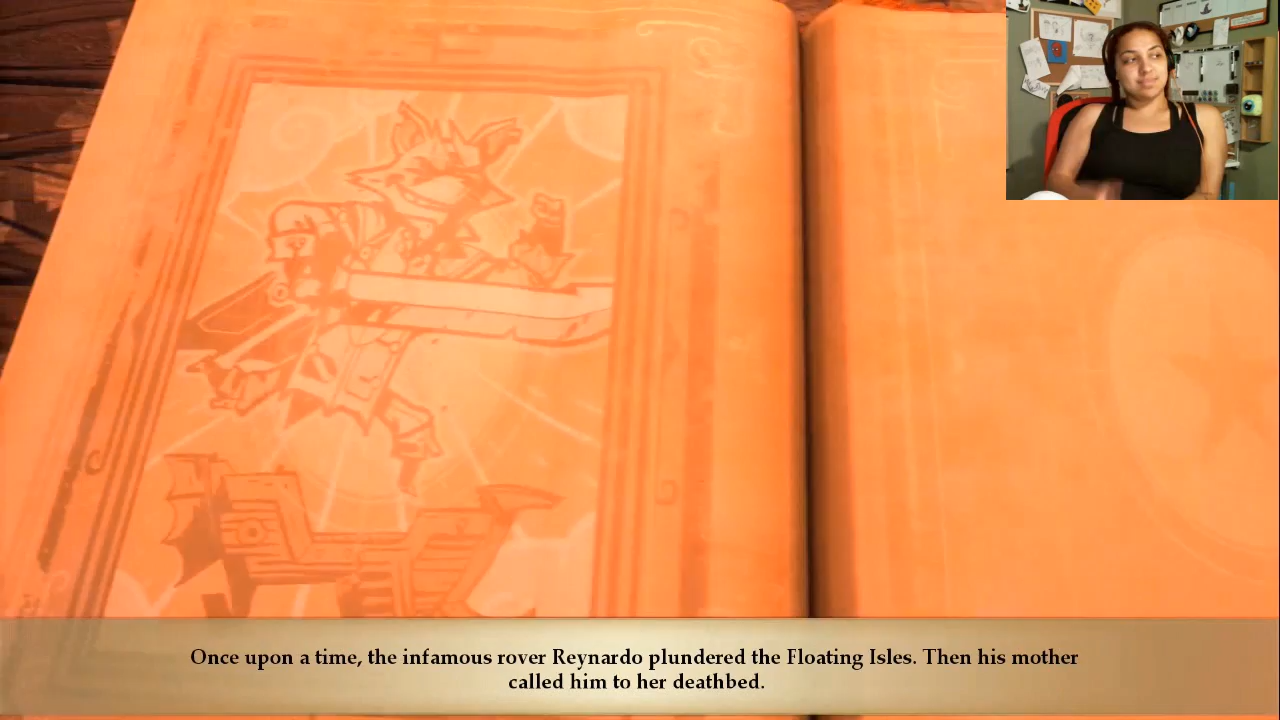 Once upon a time, the infamous rover Reynardo plundered the Floating Isles. Then his mother
called him to her deathbed.